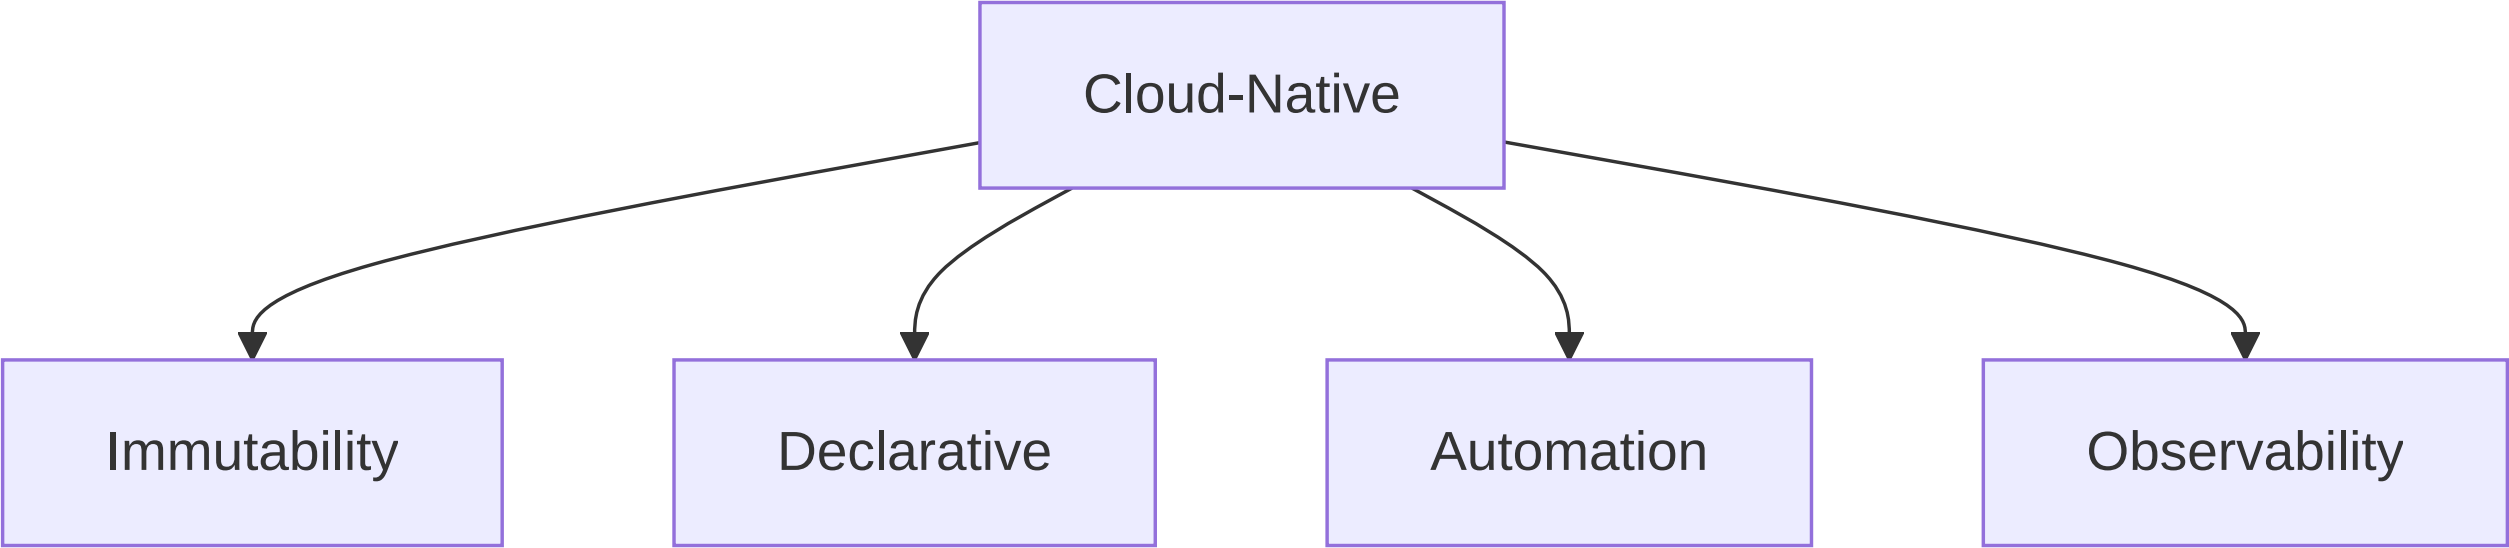 Cloud-Native
Immutability
Declarative
Automation
Observability